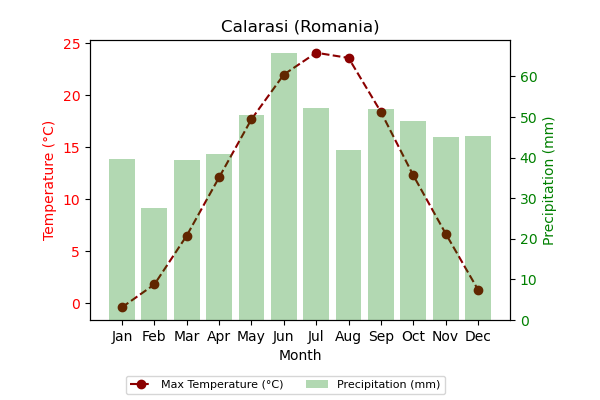 Calarasi (Romania)
Temperature (°C)
25
20
15
10
5
0
Precipitation (mm)
60
50
40
30
20
10
0
Jan Feb Mar Apr May Jun Jul Aug Sep Oct Nov Dec
Month
Max Temperature (°C) Precipitation (mm)